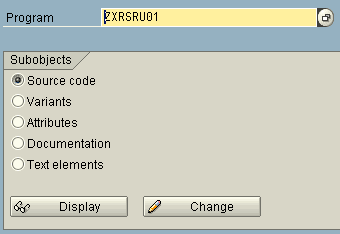 Program ZXRSRU01
Subobjects
Source code
Variants
Attributes
Documentation
Text elements
Display Change